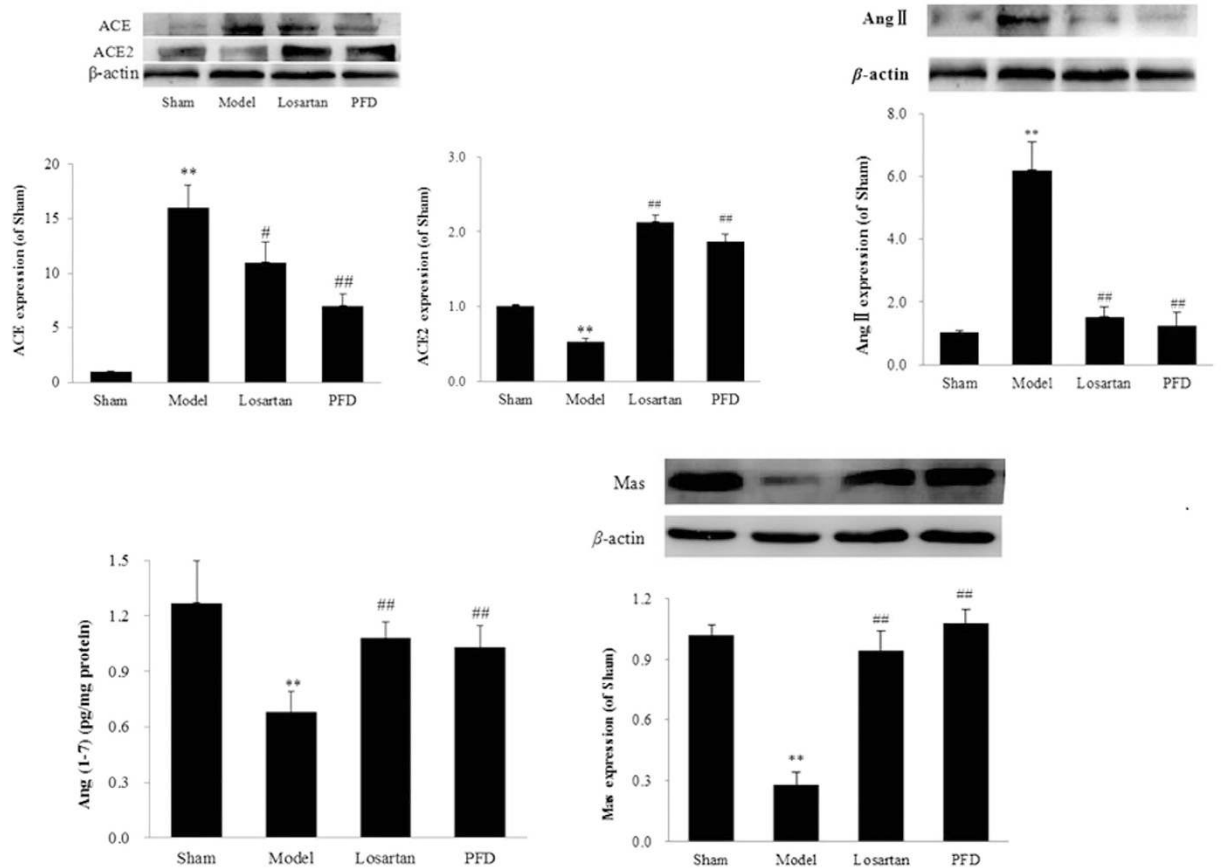 ACE
ACE2
β-actin
Sham Model Losartan PFD
Ang Ⅱ
β-actin
ACE expression (of Sham)
20
15
10
5
0
**
#
##
Sham Model Losartan PFD
ACE2 expression (of Sham)
3.0
2.0
1.0
0.0
**
##
##
Sham Model Losartan PFD
Ang Ⅱ expression (of Sham)
8.0
6.0
4.0
2.0
0.0
**
##
##
Sham Model Losartan PFD
Ang (1-7) (pg/mg protein)
1.5
1.2
0.9
0.6
0.3
0.0
**
##
##
Sham Model Losartan PFD
Mas
β-actin
Mas expression (of Sham)
1.2
0.9
0.6
0.3
0.0
**
##
##
Sham Model Losartan PFD